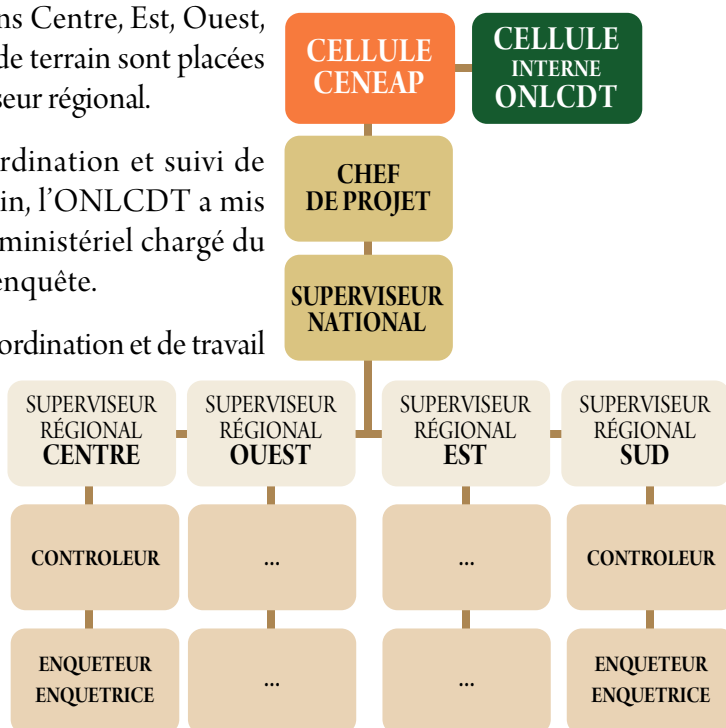 ns Centre, Est, Ouest,
de terrain sont placées
seur régional.
rdination et suivi de
in, l'ONLCDT a mis
ministériel chargé du
enquête.
ordination et de travail
CELLULE
CENEAP
CELLULE
INTERNE
ONLCDT
CHEF
DE PROJET
SUPERVISEUR
NATIONAL
SUPERVISEUR
RÉGIONAL
CENTRE
SUPERVISEUR
RÉGIONAL
OUEST
SUPERVISEUR
RÉGIONAL
EST
SUPERVISEUR
RÉGIONAL
SUD
CONTROLEUR
...
...
CONTROLEUR
ENQUETEUR
ENQUETRICE
...
...
ENQUETEUR
ENQUETRICE